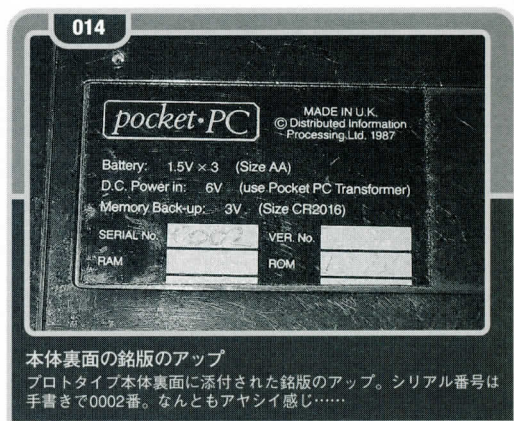 014
pocket•PC
MADE IN U.K.
© Distributed Information
Processing.Ltd. 1987
Battery: 1.5V × 3 (Size AA)
D.C. Power in: 6V (use Pocket PC Transformer)
Memory Back-up: 3V (Size CR2016)
SERIAL No. VER. No.
RAM ROM
本体裏面の銘版のアップ
プロトタイプ本体裏面に添付された銘版のアップ。シリアル番号は
手書きで0002番。なんともアヤシイ感じ……